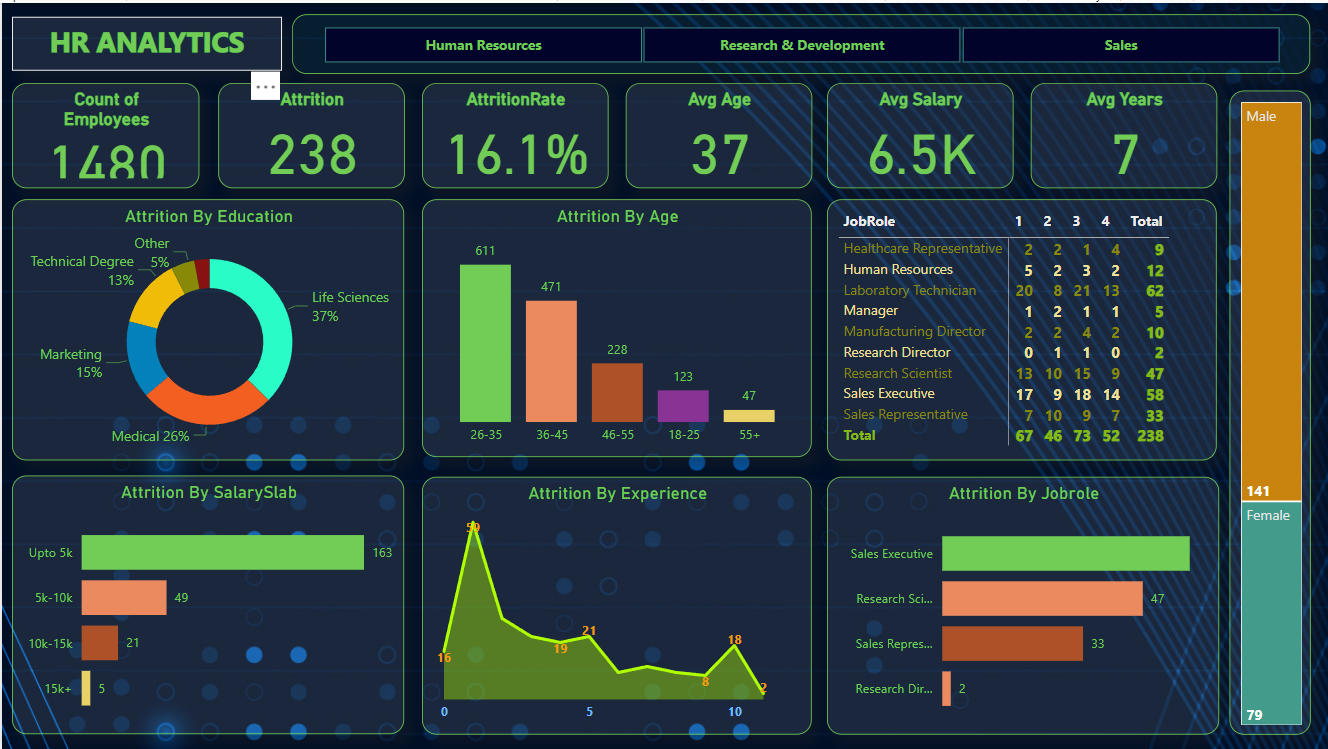 HR ANALYTICS
Human Resources
Research & Development
Sales
...
Count of
Employees
1480
Attrition
238
AttritionRate
16.1%
Avg Age
37
Avg Salary
6.5K
Avg Years
7
Male
141
Female
79
Attrition By Education
Other
5%
Technical Degree
13%
Life Sciences
37%
Marketing
15%
Medical 26%
Attrition By Age
611
471
228
123
47
26-35 36-45 46-55 18-25 55+
JobRole 1 2 3 4 Total
Healthcare Representative 2 2 1 4 9
Human Resources 5 2 3 2 12
Laboratory Technician 20 8 21 13 62
Manager 1 2 1 1 5
Manufacturing Director 2 2 4 2 10
Research Director 0 1 1 0 2
Research Scientist 13 10 15 9 47
Sales Executive 17 9 18 14 58
Sales Representative 7 10 9 7 33
Total 67 46 73 52 238
Attrition By SalarySlab
Upto 5k 163
5k-10k 49
10k-15k 21
15k+ 5
Attrition By Experience
59
16
19
21
8
18
2
0 5 10
Attrition By Jobrole
Sales Executive
Research Sci... 47
Sales Repres... 33
Research Dir... 2